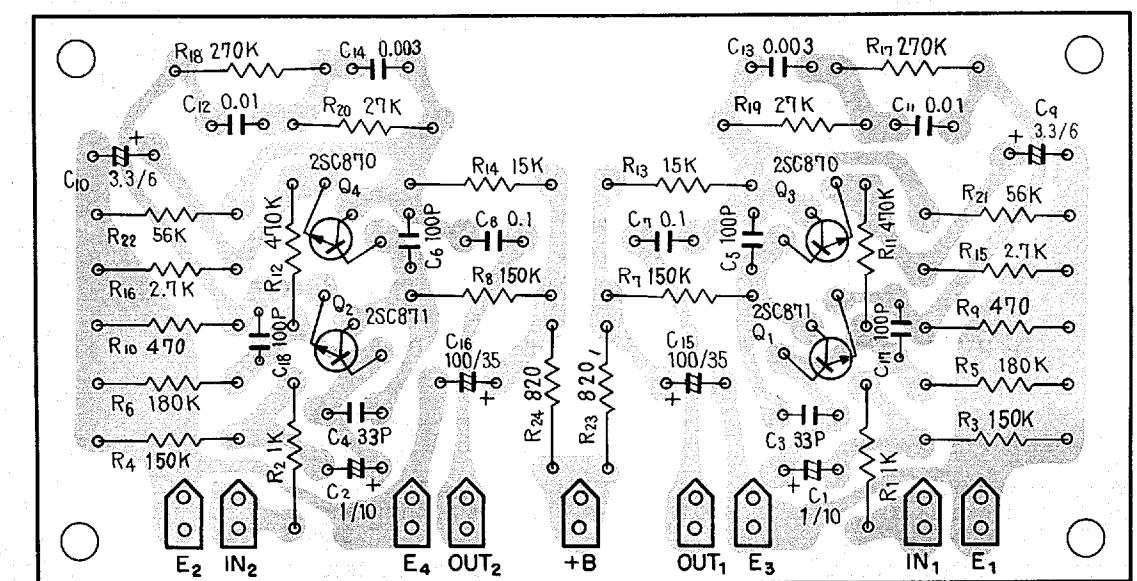 R18 270K
C14 0.003
C13 0.003
R17 270K
C12 0.01
R20 27K
R19 27K
C11 0.01
C9 3.3/6
+
+
C10 3.3/6
2SC870
Q4
R14 15K
R13 15K
2SC870
Q3
R22 56K
R12 470K
C6 100P
C8 0.1
C7 0.1
C5 100P
R11 470K
R21 56K
R16 2.7K
R8 150K
R7 150K
R15 2.7K
Q2
2SC871
2SC871
Q1
R10 470
C18 100P
C16 100/35
+
C15 100/35
+
C17 100P
R9 470
R6 180K
R24 820
R23 820
R5 180K
R4 150K
R2 1K
C4 33P
C3 33P
R1 1K
R3 150K
C2 1/10
+
C1 1/10
+
E2 IN2 E4 OUT2 +B OUT1 E3 IN1 E1